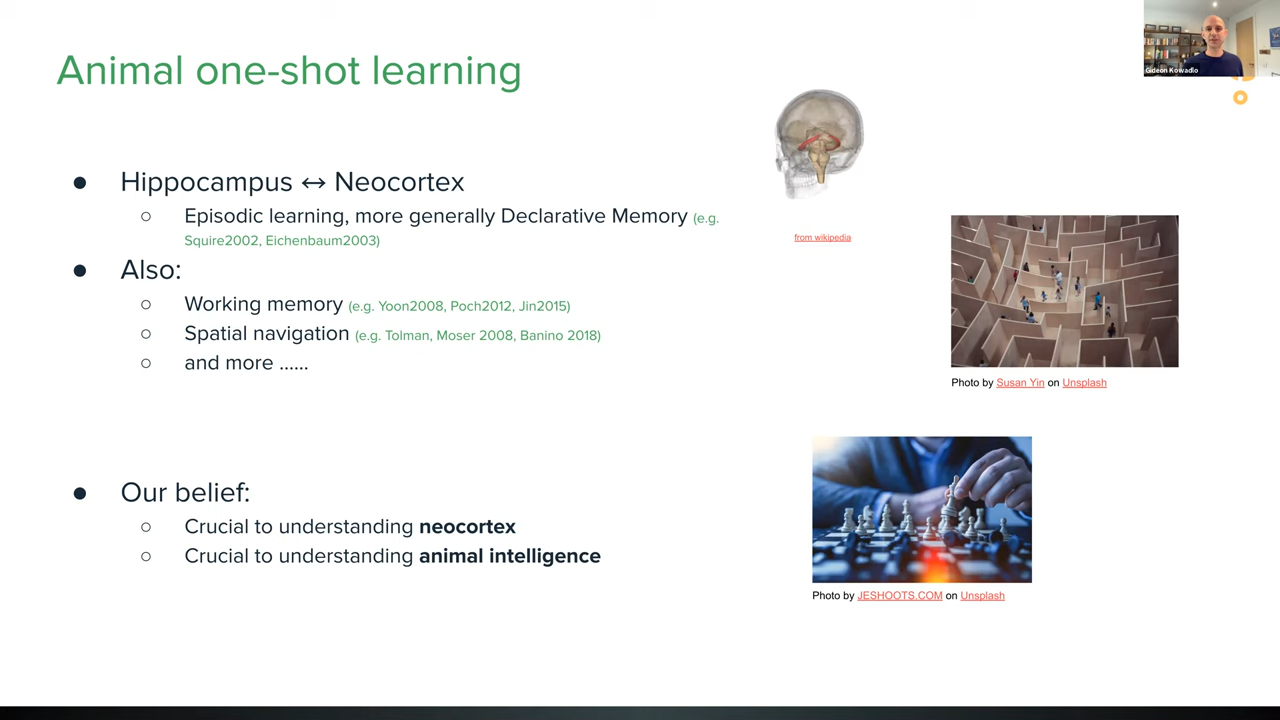 Animal one-shot learning
Gideon Kowadlo
● Hippocampus ↔ Neocortex
○ Episodic learning, more generally Declarative Memory (e.g.
Squire2002, Eichenbaum2003)
● Also:
○ Working memory (e.g. Yoon2008, Poch2012, Jin2015)
○ Spatial navigation (e.g. Tolman, Moser 2008, Banino 2018)
○ and more ......
● Our belief:
○ Crucial to understanding neocortex
○ Crucial to understanding animal intelligence
from wikipedia
Photo by Susan Yin on Unsplash
Photo by JESHOOTS.COM on Unsplash